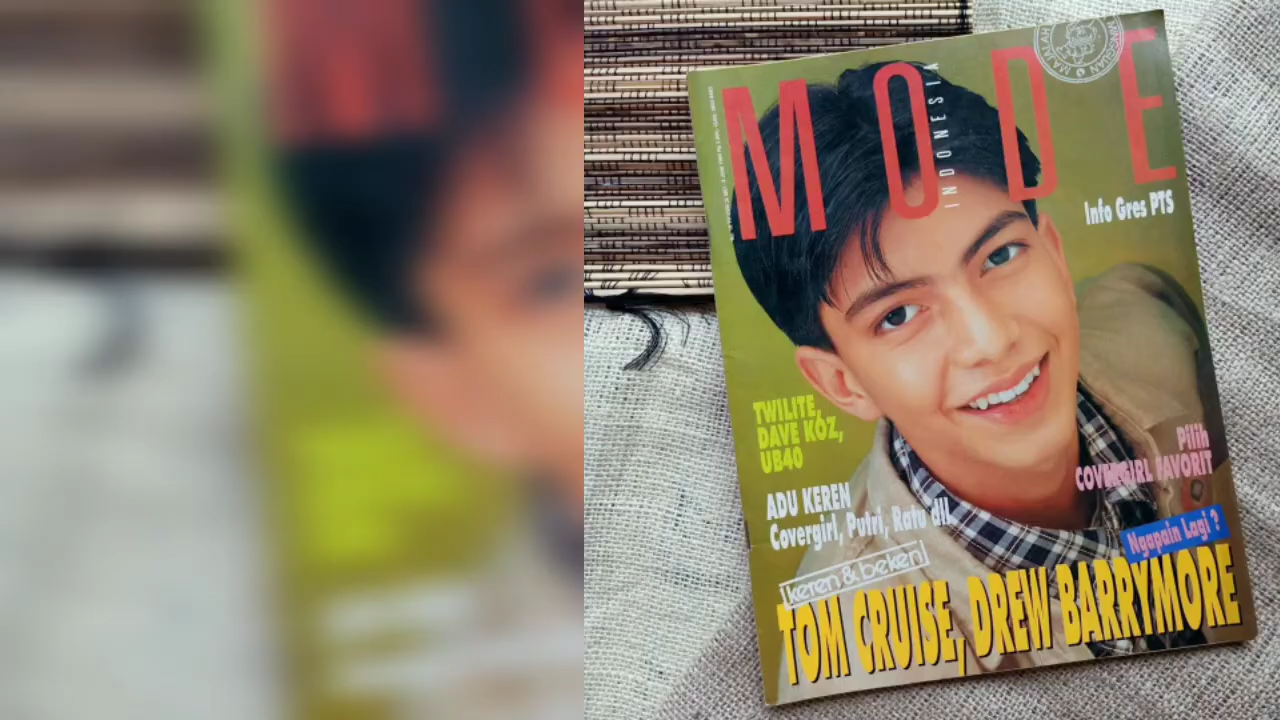 MODE
INDONESIA
Info Gres PTS
TWILITE,
DAVE KOZ,
UB40
Pilih
COVERGIRL FAVORIT
ADU KEREN
Covergirl, Putri, Ratu dll
Ngapain Lagi ?
keren & beken
TOM CRUISE, DREW BARRYMORE